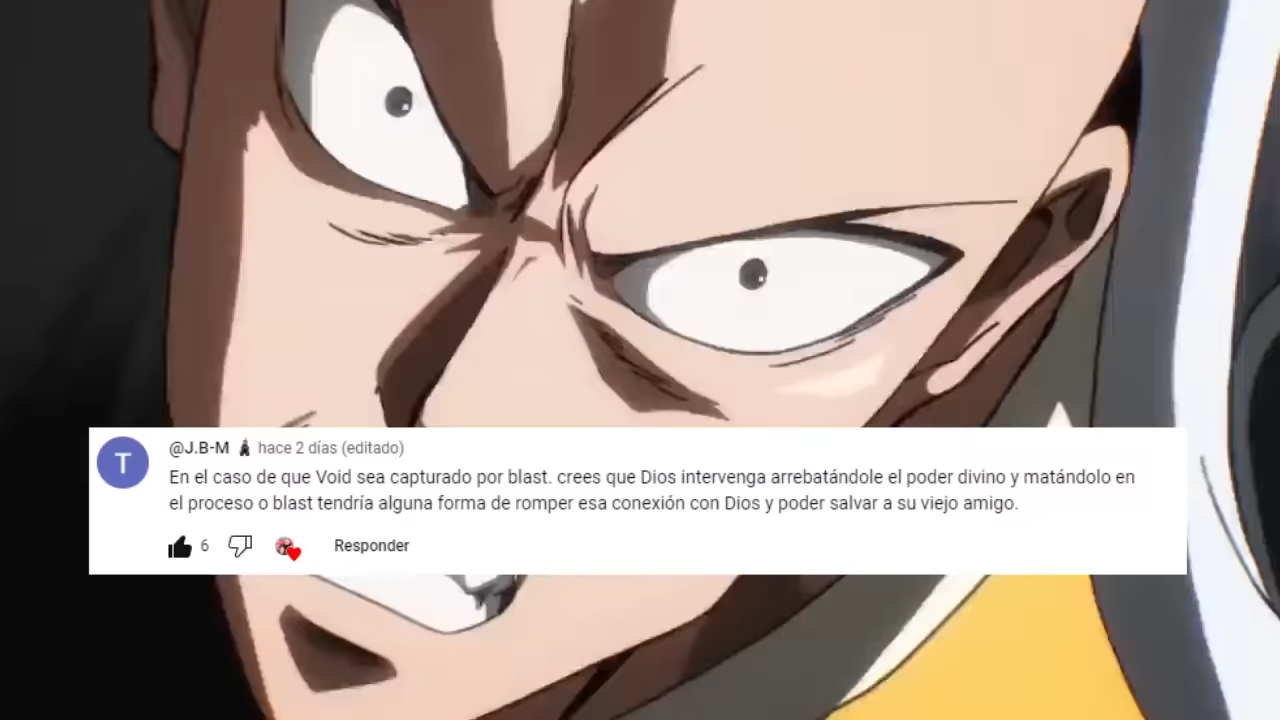 T
@J.B-M hace 2 días (editado)
En el caso de que Void sea capturado por blast. crees que Dios intervenga arrebatándole el poder divino y matándolo en
el proceso o blast tendría alguna forma de romper esa conexión con Dios y poder salvar a su viejo amigo.
6 Responder